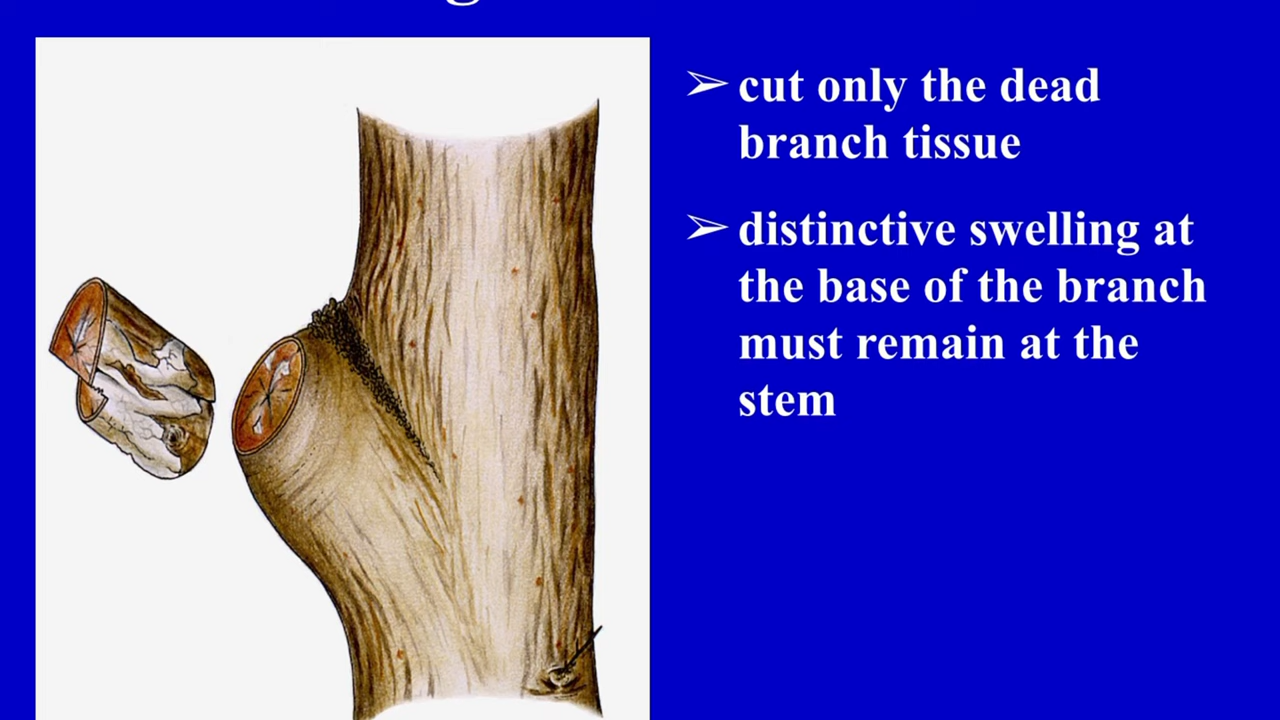 ➢ cut only the dead
branch tissue
➢ distinctive swelling at
the base of the branch
must remain at the
stem